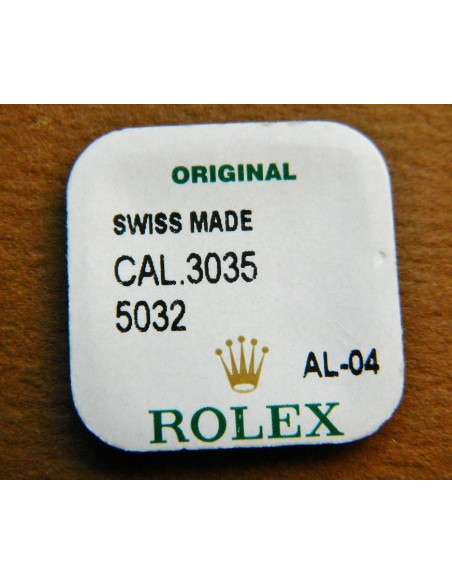 ORIGINAL
SWISS MADE
CAL.3035
5032
AL-04
ROLEX